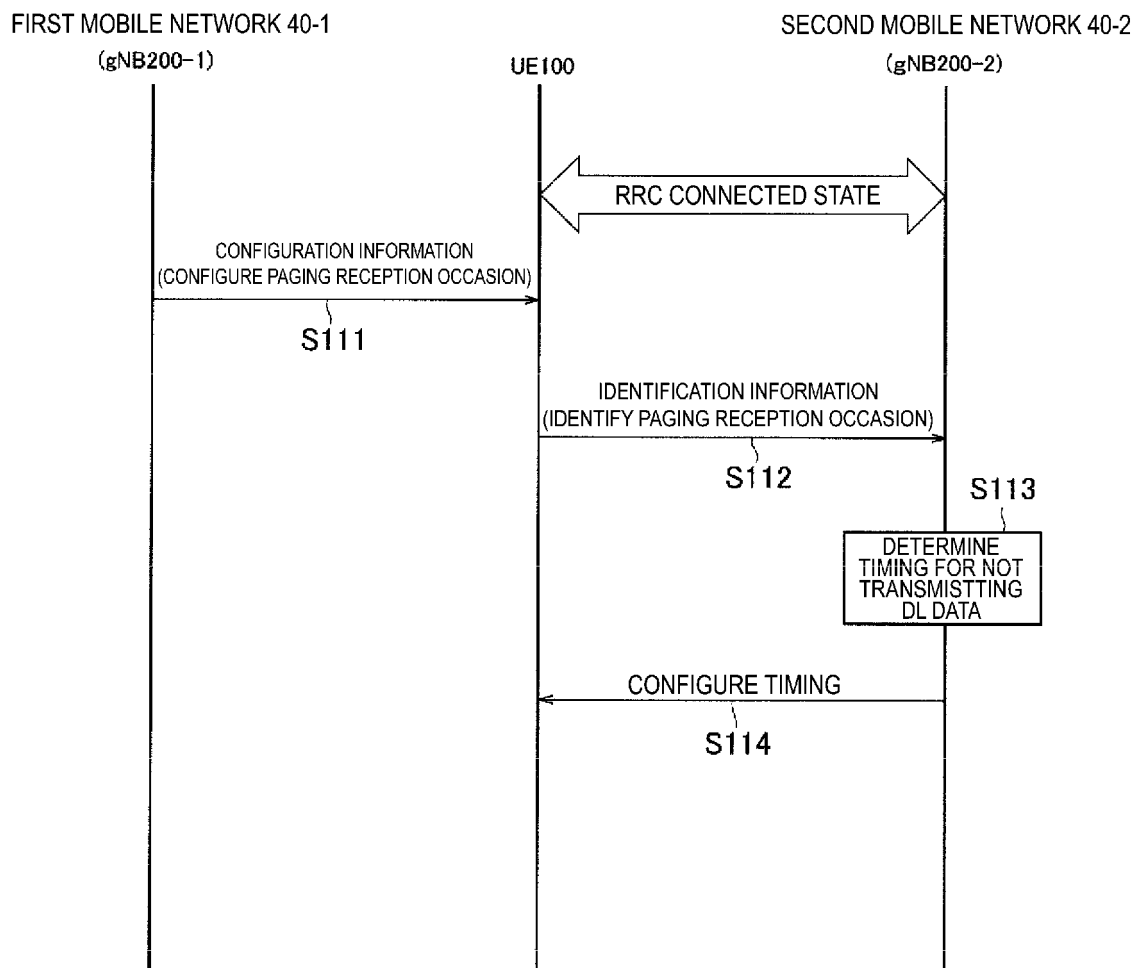 FIRST MOBILE NETWORK 40-1
(gNB200-1)
UE100
SECOND MOBILE NETWORK 40-2
(gNB200-2)
RRC CONNECTED STATE
CONFIGURATION INFORMATION
(CONFIGURE PAGING RECEPTION OCCASION)
S111
IDENTIFICATION INFORMATION
(IDENTIFY PAGING RECEPTION OCCASION)
S112
S113
DETERMINE
TIMING FOR NOT
TRANSMISTTING
DL DATA
CONFIGURE TIMING
S114